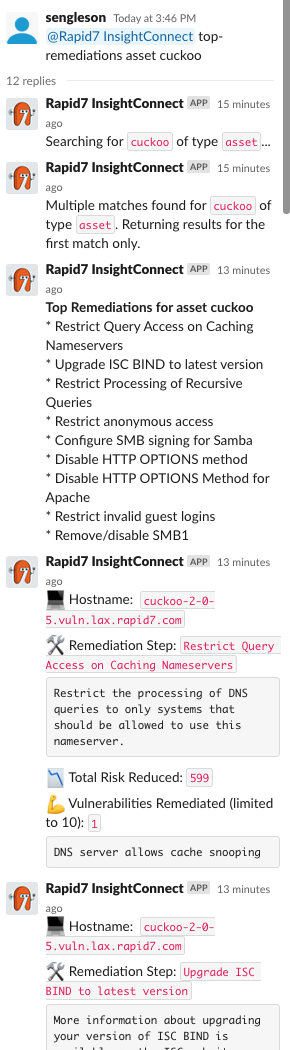 sengleson Today at 3:46 PM
@Rapid7 InsightConnect top-
remediations asset cuckoo
12 replies
Rapid7 InsightConnect APP 15 minutes
ago
Searching for cuckoo of type asset...
Rapid7 InsightConnect APP 15 minutes
ago
Multiple matches found for cuckoo of
type asset. Returning results for the
first match only.
Rapid7 InsightConnect APP 13 minutes
ago
Top Remediations for asset cuckoo
* Restrict Query Access on Caching
Nameservers
* Upgrade ISC BIND to latest version
* Restrict Processing of Recursive
Queries
* Restrict anonymous access
* Configure SMB signing for Samba
* Disable HTTP OPTIONS method
* Disable HTTP OPTIONS Method for
Apache
* Restrict invalid guest logins
* Remove/disable SMB1
Rapid7 InsightConnect APP 13 minutes
ago
Hostname: cuckoo-2-0-
5.vuln.lax.rapid7.com
Remediation Step: Restrict Query
Access on Caching Nameservers
Restrict the processing of DNS
queries to only systems that
should be allowed to use this
nameserver.
Total Risk Reduced: 599
Vulnerabilities Remediated (limited
to 10): 1
DNS server allows cache snooping
Rapid7 InsightConnect APP 13 minutes
ago
Hostname: cuckoo-2-0-
5.vuln.lax.rapid7.com
Remediation Step: Upgrade ISC
BIND to latest version
More information about upgrading
your version of ISC BIND is